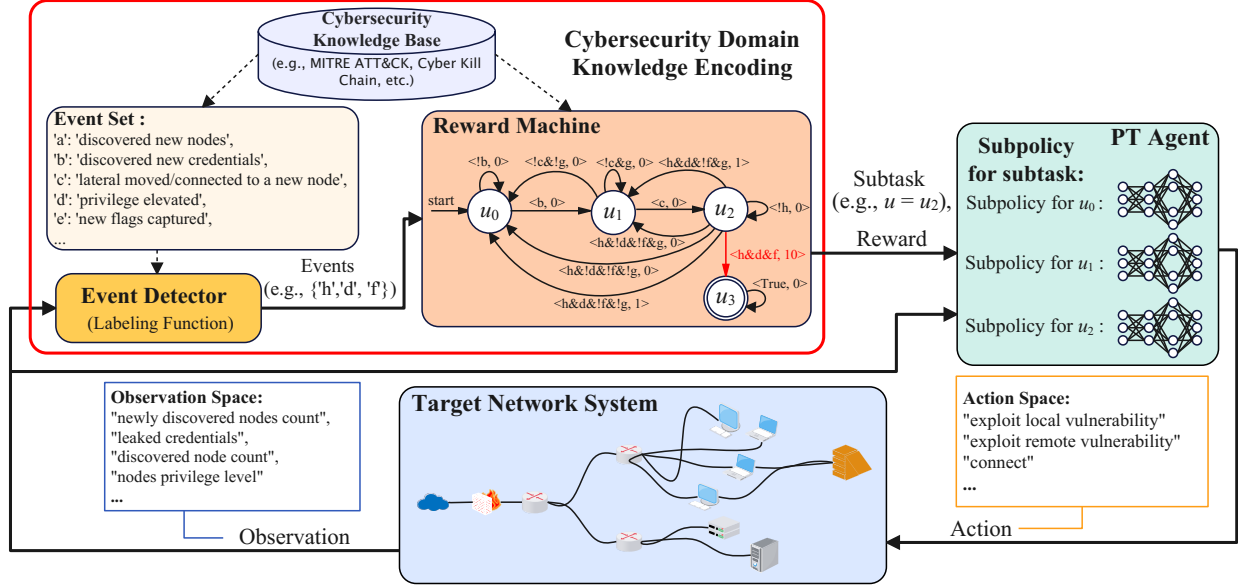 Cybersecurity
Knowledge Base
(e.g., MITRE ATT&CK, Cyber Kill
Chain, etc.)
Cybersecurity Domain
Knowledge Encoding
Event Set :
'a': 'discovered new nodes',
'b': 'discovered new credentials',
'c': 'lateral moved/connected to a new node',
'd': 'privilege elevated',
'e': 'new flags captured',
...
Event Detector
(Labeling Function)
Events
(e.g., {'h','d', 'f'})
Reward Machine
<!b, 0>
<!c&!g, 0>
<!c&g, 0>
<h&d&!f&g, 1>
start
u0
<b, 0>
u1
<c, 0>
u2
<!h, 0>
<h&!d&!f&g, 0>
<h&!d&!f&!g, 0>
<h&d&f, 10>
<h&d&!f&!g, 1>
u3
<True, 0>
Subtask
(e.g., u = u2),
Reward
PT Agent
Subpolicy
for subtask:
Subpolicy for u0 :
Subpolicy for u1 :
Subpolicy for u2 :
Observation Space:
"newly discovered nodes count",
"leaked credentials",
"discovered node count",
"nodes privilege level"
...
Observation
Target Network System
Action Space:
"exploit local vulnerability"
"exploit remote vulnerability"
"connect"
...
Action